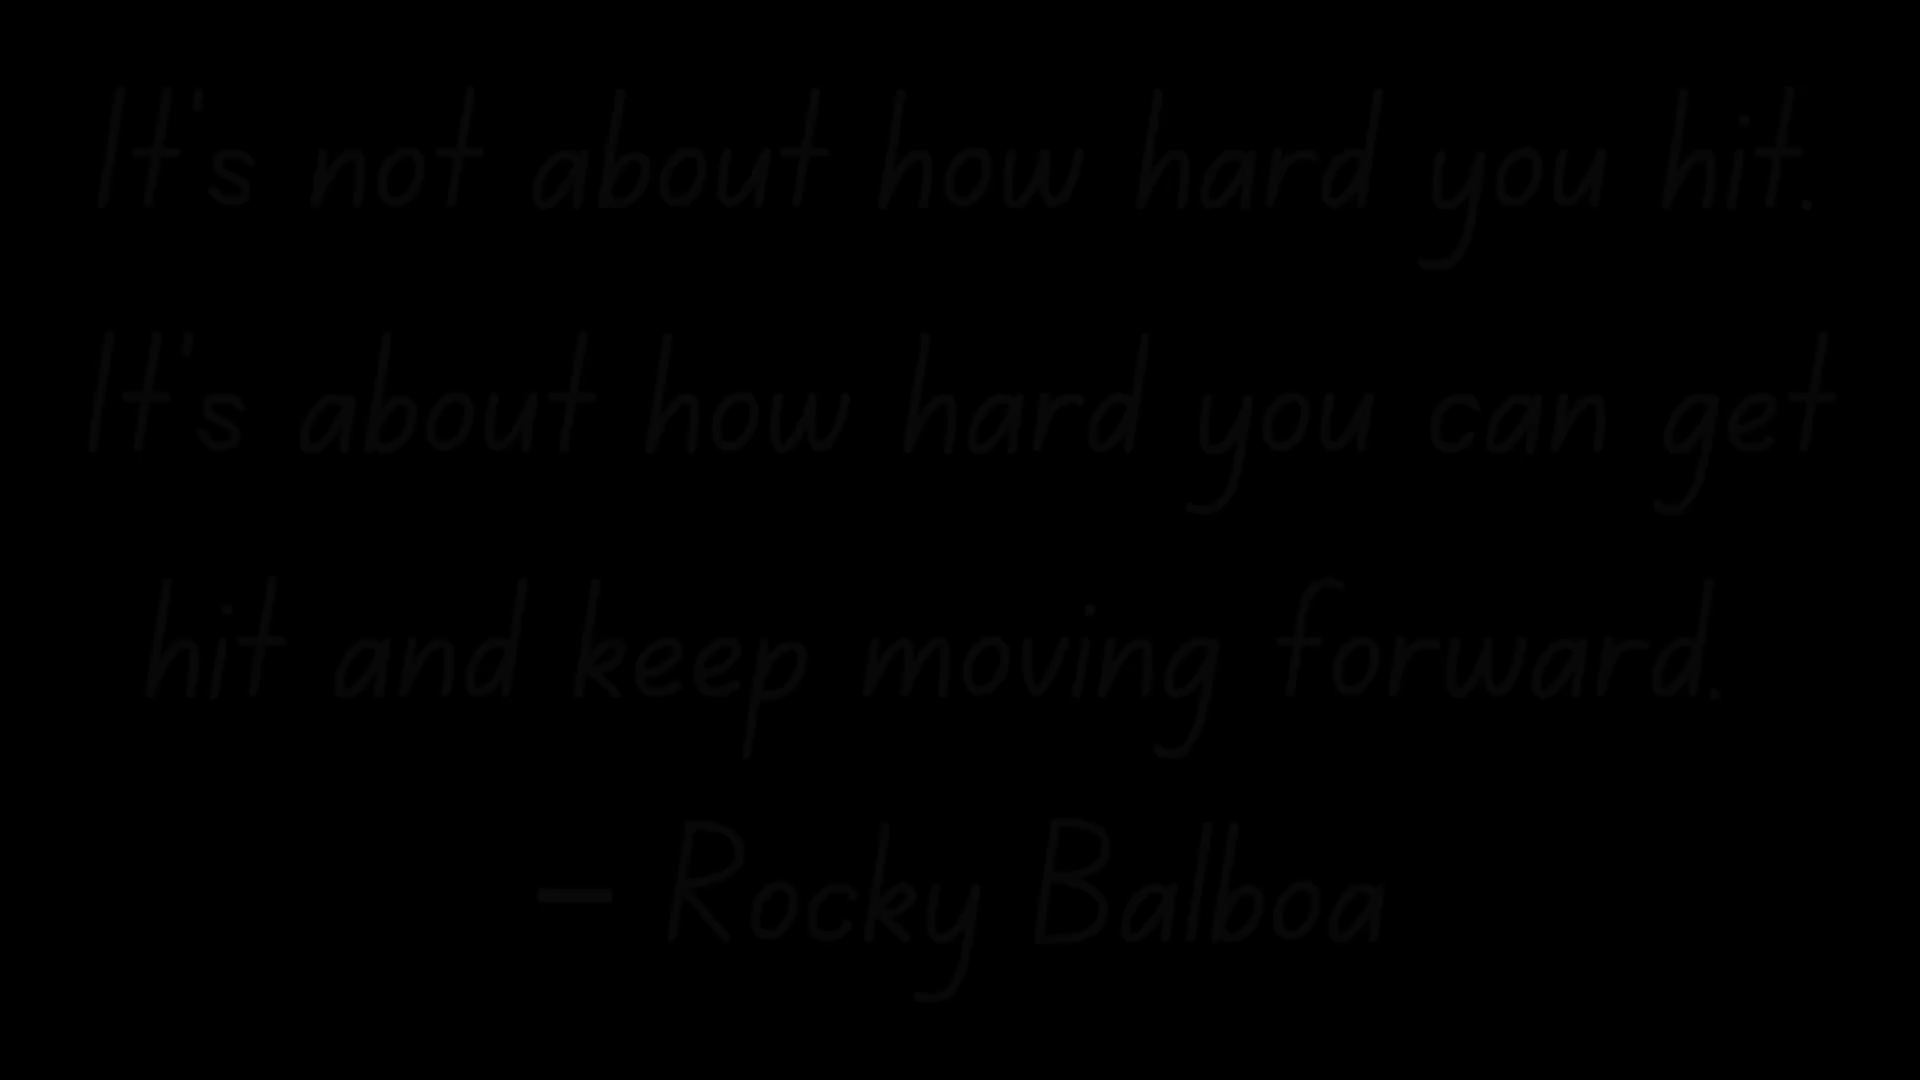 It's not about how hard you hit.
It's about how hard you can get
hit and keep moving forward.
– Rocky Balboa